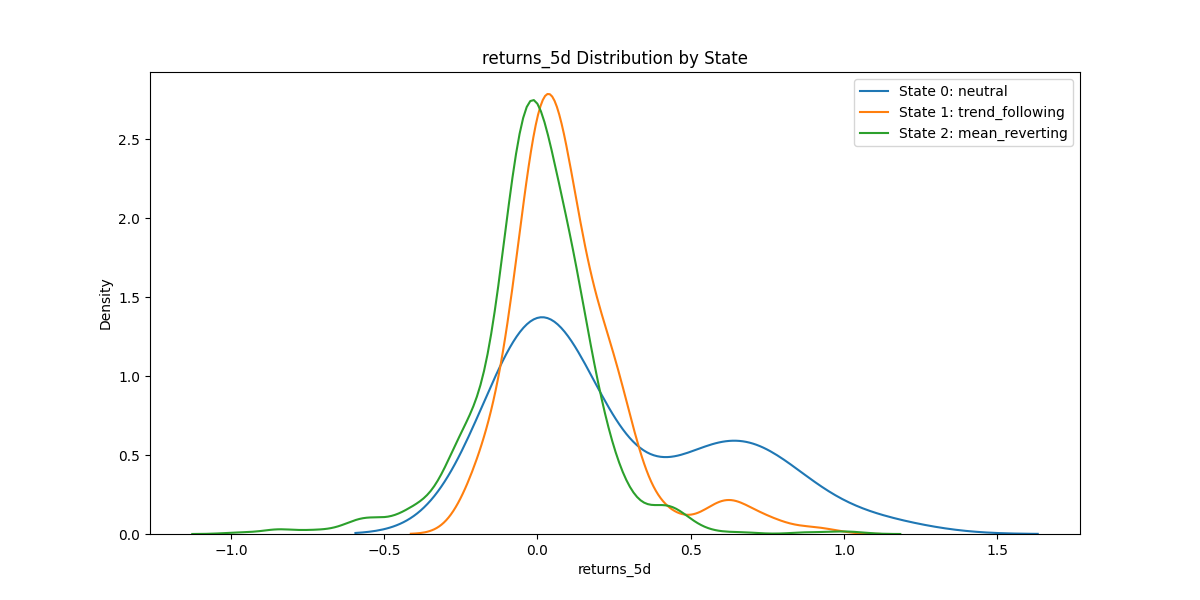 returns_5d Distribution by State
State 0: neutral
State 1: trend_following
State 2: mean_reverting
Density
2.5
2.0
1.5
1.0
0.5
0.0
−1.0 −0.5 0.0 0.5 1.0 1.5
returns_5d